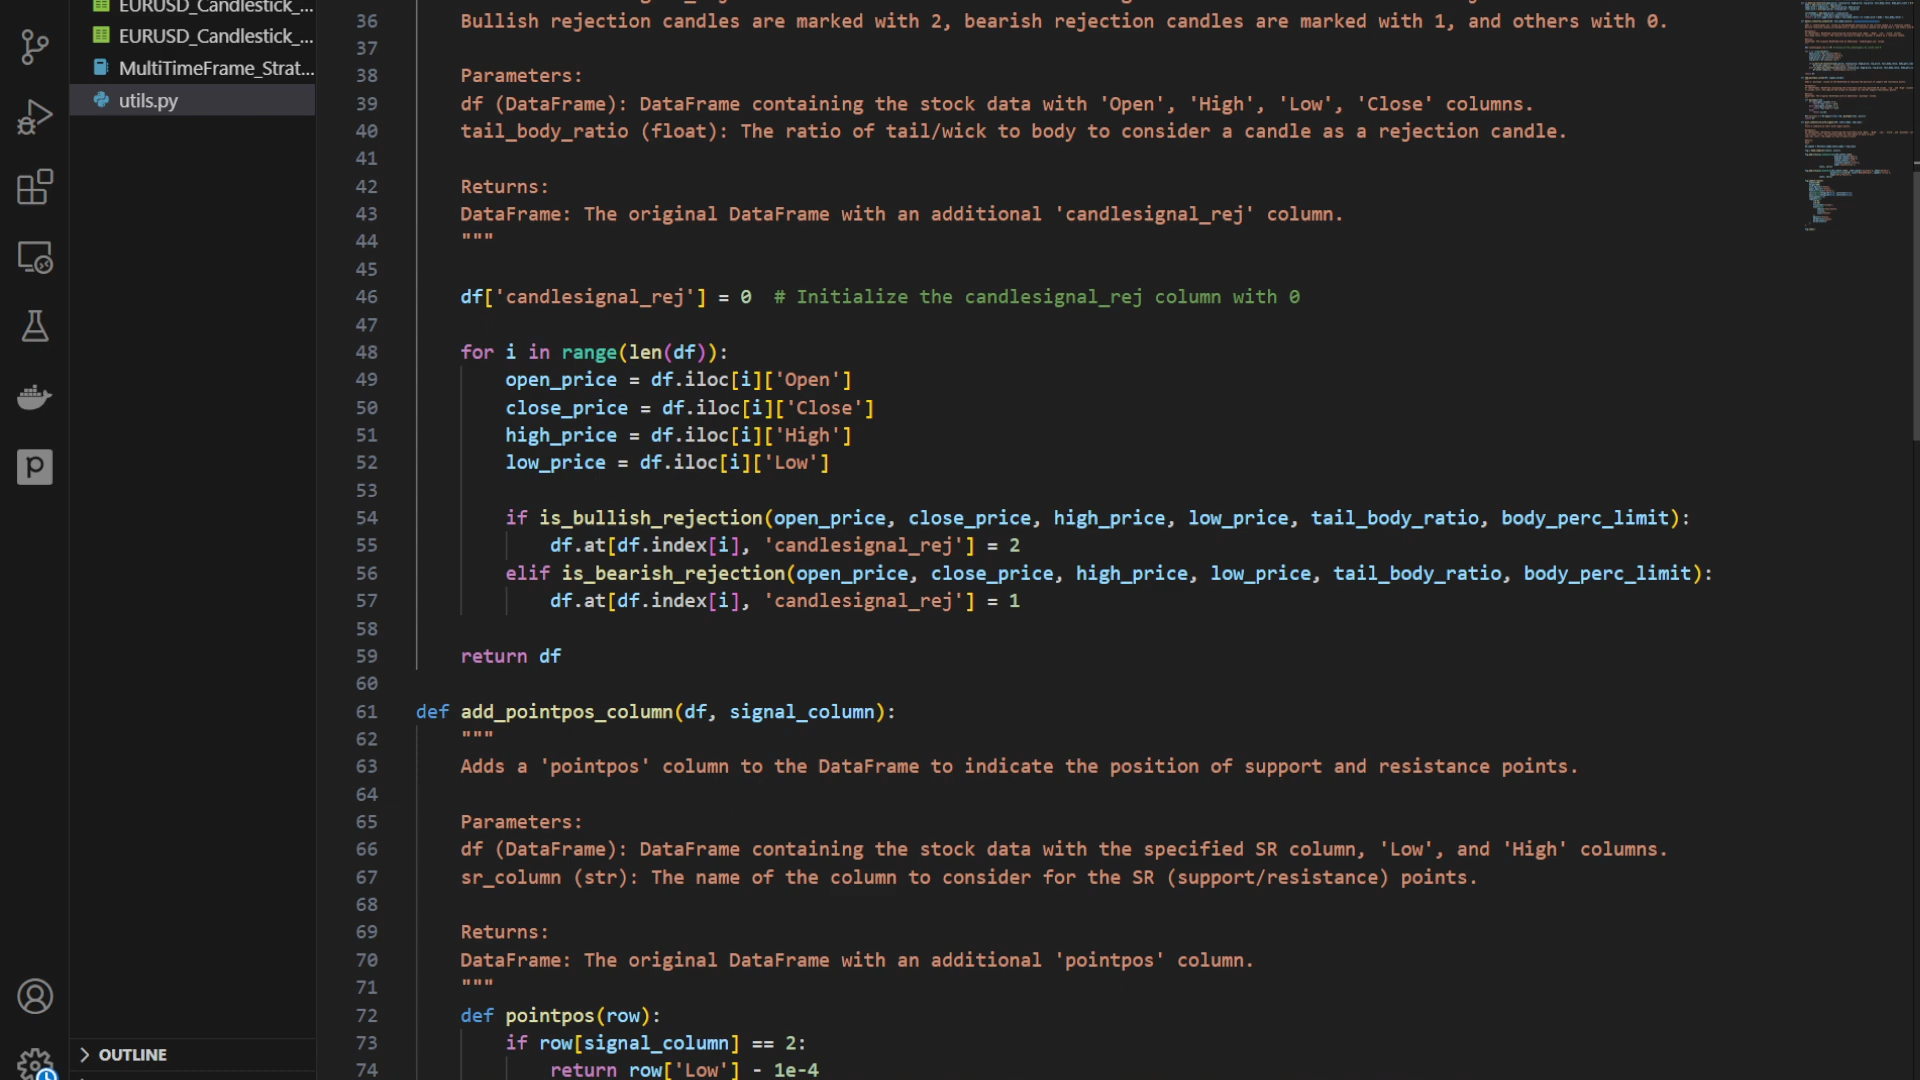 EURUSD_Candlestick_...
EURUSD_Candlestick_...
MultiTimeFrame_Strat...
utils.py
OUTLINE
36 Bullish rejection candles are marked with 2, bearish rejection candles are marked with 1, and others with 0.
37
38 Parameters:
39 df (DataFrame): DataFrame containing the stock data with 'Open', 'High', 'Low', 'Close' columns.
40 tail_body_ratio (float): The ratio of tail/wick to body to consider a candle as a rejection candle.
41
42 Returns:
43 DataFrame: The original DataFrame with an additional 'candlesignal_rej' column.
44 """
45
46 df['candlesignal_rej'] = 0  # Initialize the candlesignal_rej column with 0
47
48 for i in range(len(df)):
49 open_price = df.iloc[i]['Open']
50 close_price = df.iloc[i]['Close']
51 high_price = df.iloc[i]['High']
52 low_price = df.iloc[i]['Low']
53
54 if is_bullish_rejection(open_price, close_price, high_price, low_price, tail_body_ratio, body_perc_limit):
55 df.at[df.index[i], 'candlesignal_rej'] = 2
56 elif is_bearish_rejection(open_price, close_price, high_price, low_price, tail_body_ratio, body_perc_limit):
57 df.at[df.index[i], 'candlesignal_rej'] = 1
58
59 return df
60
61 def add_pointpos_column(df, signal_column):
62 """
63 Adds a 'pointpos' column to the DataFrame to indicate the position of support and resistance points.
64
65 Parameters:
66 df (DataFrame): DataFrame containing the stock data with the specified SR column, 'Low', and 'High' columns.
67 sr_column (str): The name of the column to consider for the SR (support/resistance) points.
68
69 Returns:
70 DataFrame: The original DataFrame with an additional 'pointpos' column.
71 """
72 def pointpos(row):
73 if row[signal_column] == 2:
74 return row['Low'] - 1e-4